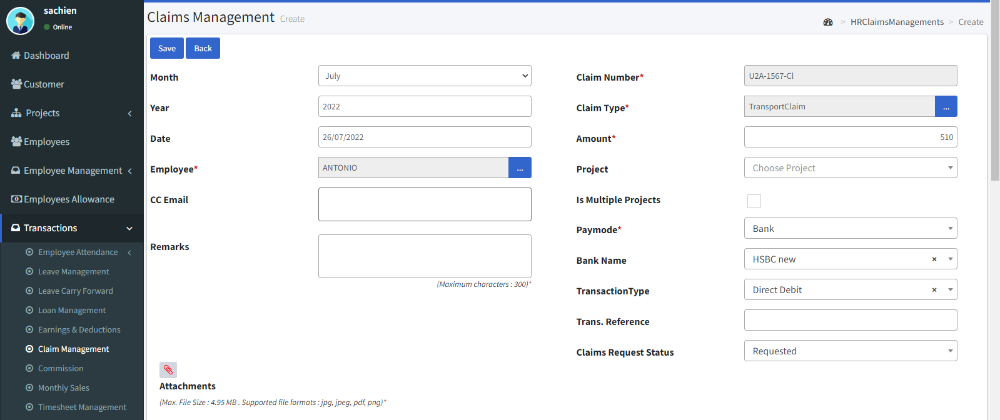 sachien
Online
Dashboard
Customer
Projects
Employees
Employee Management
Employees Allowance
Transactions
Employee Attendance
Leave Management
Leave Carry Forward
Loan Management
Earnings & Deductions
Claim Management
Commission
Monthly Sales
Timesheet Management
Claims Management Create
> HRClaimsManagements > Create
Save Back
Month July
Year 2022
Date 26/07/2022
Employee* ANTONIO ...
CC Email
Remarks
(Maximum characters : 300)*
Claim Number* U2A-1567-Cl
Claim Type* TransportClaim ...
Amount* 510
Project Choose Project
Is Multiple Projects
Paymode* Bank
Bank Name HSBC new ×
TransactionType Direct Debit ×
Trans. Reference
Claims Request Status Requested
Attachments
(Max. File Size : 4.95 MB . Supported file formats : jpg, jpeg, pdf, png)*